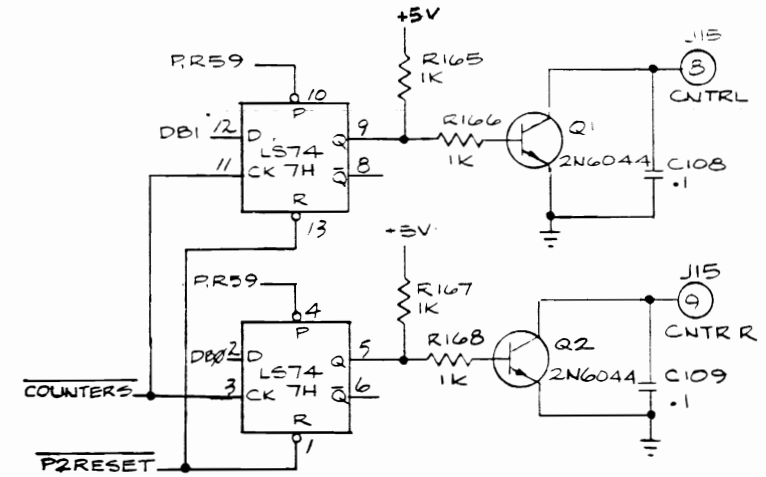 +5V
P,R59
R165
1K
J15
8
CNTRL
10
P
DB1
12
D
Q
9
R166
1K
Q1
2N6044
C108
.1
LS74
7H
11
CK
Q̅
8
R
13
+5V
P,R59
R167
1K
J15
9
CNTR R
4
P
DBØ
2
D
Q
5
R168
1K
Q2
2N6044
C109
.1
LS74
7H
COUNTERS
3
CK
Q̅
6
R
1
P2RESET